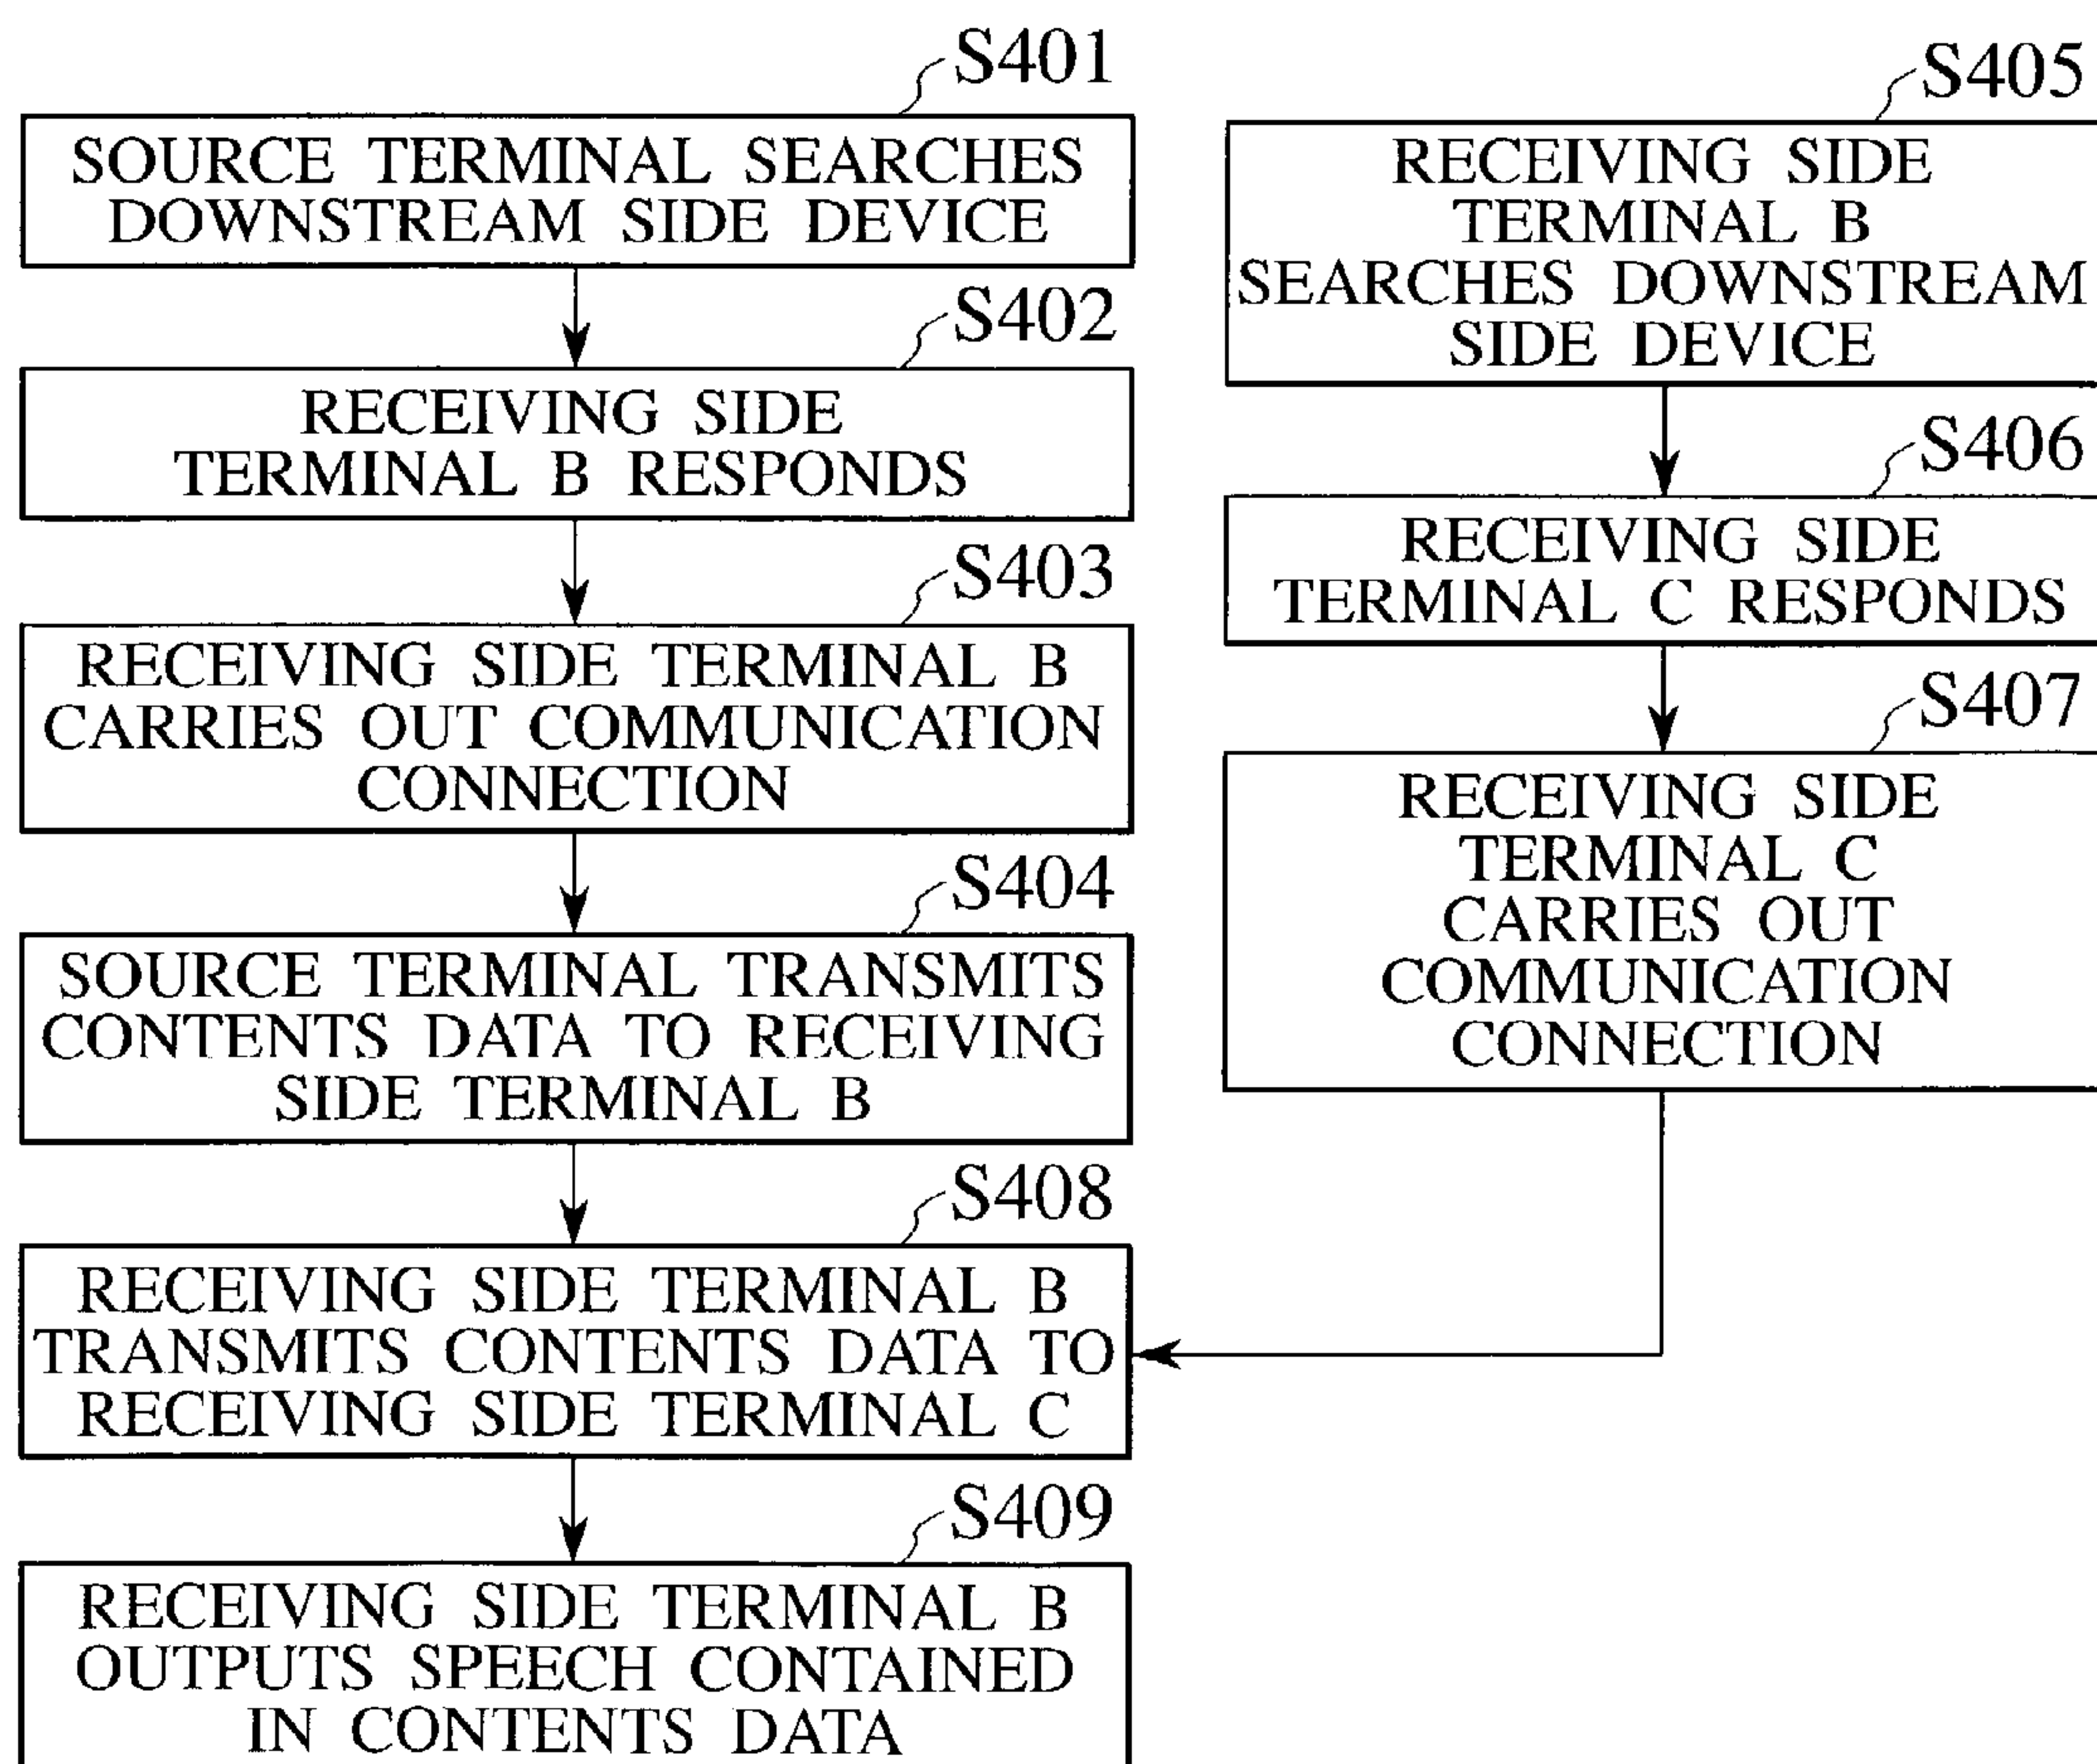 S401
SOURCE TERMINAL SEARCHES
DOWNSTREAM SIDE DEVICE
S402
RECEIVING SIDE
TERMINAL B RESPONDS
S403
RECEIVING SIDE TERMINAL B
CARRIES OUT COMMUNICATION
CONNECTION
S404
SOURCE TERMINAL TRANSMITS
CONTENTS DATA TO RECEIVING
SIDE TERMINAL B
S405
RECEIVING SIDE
TERMINAL B
SEARCHES DOWNSTREAM
SIDE DEVICE
S406
RECEIVING SIDE
TERMINAL C RESPONDS
S407
RECEIVING SIDE
TERMINAL C
CARRIES OUT
COMMUNICATION
CONNECTION
S408
RECEIVING SIDE TERMINAL B
TRANSMITS CONTENTS DATA TO
RECEIVING SIDE TERMINAL C
S409
RECEIVING SIDE TERMINAL B
OUTPUTS SPEECH CONTAINED
IN CONTENTS DATA